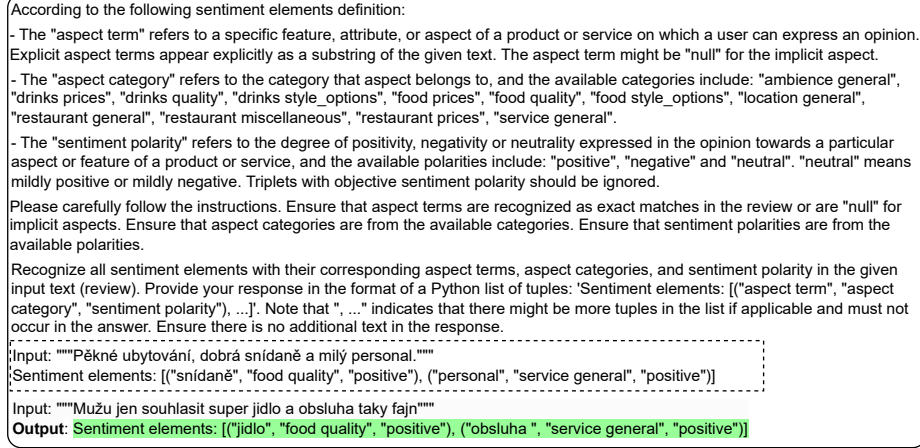 According to the following sentiment elements definition:
- The "aspect term" refers to a specific feature, attribute, or aspect of a product or service on which a user can express an opinion.
Explicit aspect terms appear explicitly as a substring of the given text. The aspect term might be "null" for the implicit aspect.
- The "aspect category" refers to the category that aspect belongs to, and the available categories include: "ambience general",
"drinks prices", "drinks quality", "drinks style_options", "food prices", "food quality", "food style_options", "location general",
"restaurant general", "restaurant miscellaneous", "restaurant prices", "service general".
- The "sentiment polarity" refers to the degree of positivity, negativity or neutrality expressed in the opinion towards a particular
aspect or feature of a product or service, and the available polarities include: "positive", "negative" and "neutral". "neutral" means
mildly positive or mildly negative. Triplets with objective sentiment polarity should be ignored.
Please carefully follow the instructions. Ensure that aspect terms are recognized as exact matches in the review or are "null" for
implicit aspects. Ensure that aspect categories are from the available categories. Ensure that sentiment polarities are from the
available polarities.
Recognize all sentiment elements with their corresponding aspect terms, aspect categories, and sentiment polarity in the given
input text (review). Provide your response in the format of a Python list of tuples: 'Sentiment elements: [("aspect term", "aspect
category", "sentiment polarity"), ...]'. Note that ", ..." indicates that there might be more tuples in the list if applicable and must not
occur in the answer. Ensure there is no additional text in the response.
Input: """Pěkné ubytování, dobrá snídaně a milý personal."""
Sentiment elements: [("snídaně", "food quality", "positive"), ("personal", "service general", "positive")]
Input: """Mužu jen souhlasit super jidlo a obsluha taky fajn"""
Output: Sentiment elements: [("jidlo", "food quality", "positive"), ("obsluha ", "service general", "positive")]